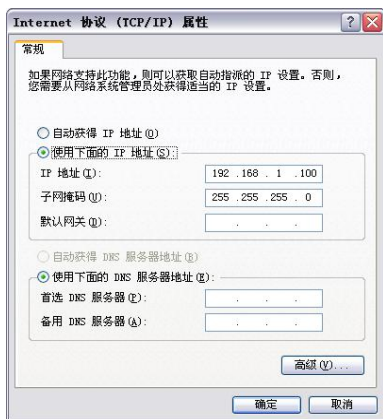 Internet 协议 (TCP/IP) 属性
常规
如果网络支持此功能，则可以获取自动指派的 IP 设置。否则，
您需要从网络系统管理员处获得适当的 IP 设置。
自动获得 IP 地址(O)
使用下面的 IP 地址(S):
IP 地址(I): 192 .168 . 1 .100
子网掩码(U): 255 .255 .255 . 0
默认网关(D): . . .
自动获得 DNS 服务器地址(B)
使用下面的 DNS 服务器地址(E):
首选 DNS 服务器(P): . . .
备用 DNS 服务器(A): . . .
高级(V)...
确定
取消